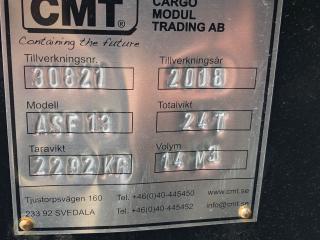 CMT® CARGO
MODUL
TRADING AB
Containing the future
Tillverkningsnr. Tillverkningsår
30821 2018
Modell Totalvikt
ASF 13 24T
Taravikt Volym
2292KG 14 M3
Tjustorpsvägen 160 Tel. +46(0)40-445450 www.cmt.se
233 92 SVEDALA Tel. +46(0)40-445452 info@cmt.se